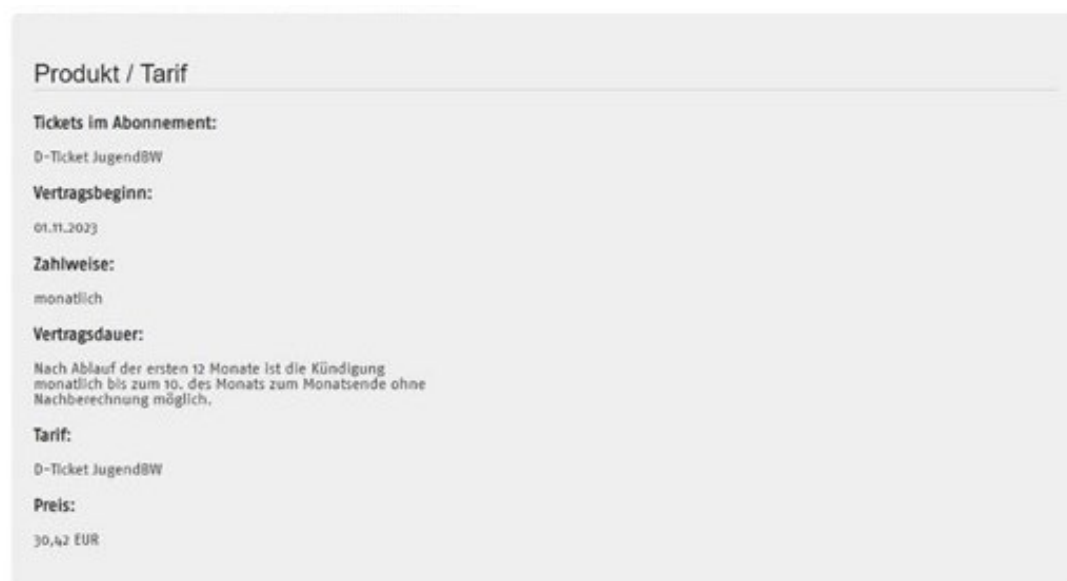 Produkt / Tarif
Tickets im Abonnement:
D-Ticket JugendBW
Vertragsbeginn:
01.11.2023
Zahlweise:
monatlich
Vertragsdauer:
Nach Ablauf der ersten 12 Monate ist die Kündigung
monatlich bis zum 10. des Monats zum Monatsende ohne
Nachberechnung möglich.
Tarif:
D-Ticket JugendBW
Preis:
30,42 EUR